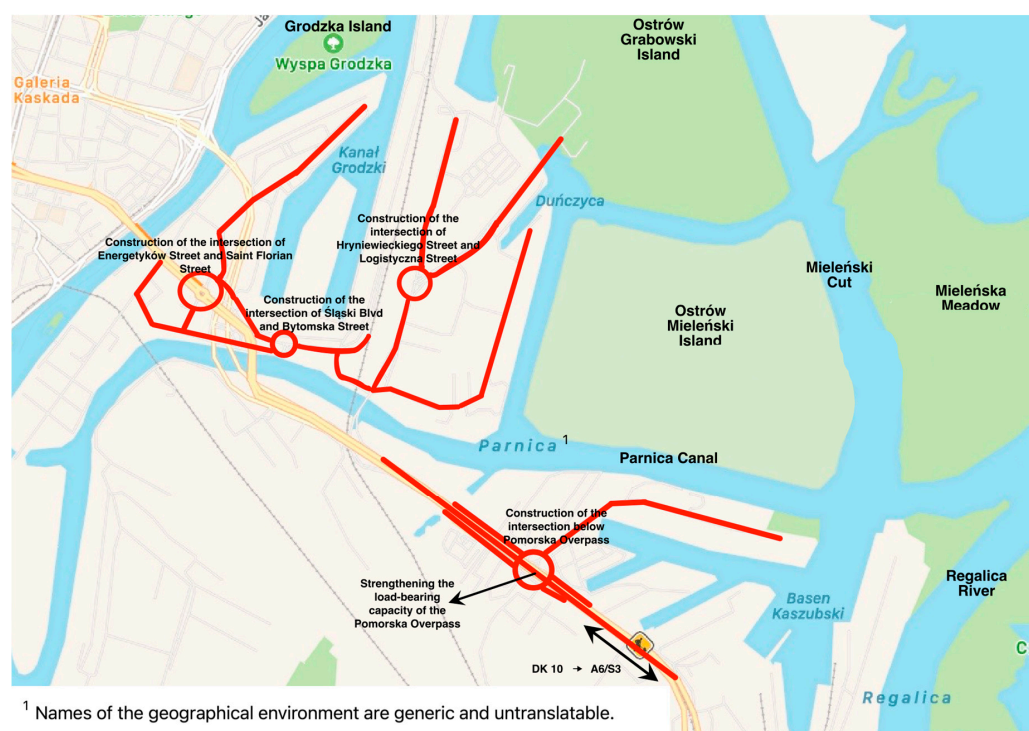 Grodzka Island
Wyspa Grodzka
Ostrów
Grabowski
Island
Galeria
Kaskada
Kanał
Grodzki
Duńczyca
Construction of the
intersection of
Hryniewieckiego Street and
Logistyczna Street
Construction of the intersection of
Energetyków Street and Saint Florian
Street
Construction of the
intersection of Śląski Blvd
and Bytomska Street
Mieleński
Cut
Mieleńska
Meadow
Ostrów
Mieleński
Island
Parnica 1
Parnica Canal
Construction of the
intersection below
Pomorska Overpass
Strengthening the
load-bearing
capacity of the
Pomorska Overpass
Basen
Kaszubski
Regalica
River
DK 10 → A6/S3
Regalica
1 Names of the geographical environment are generic and untranslatable.